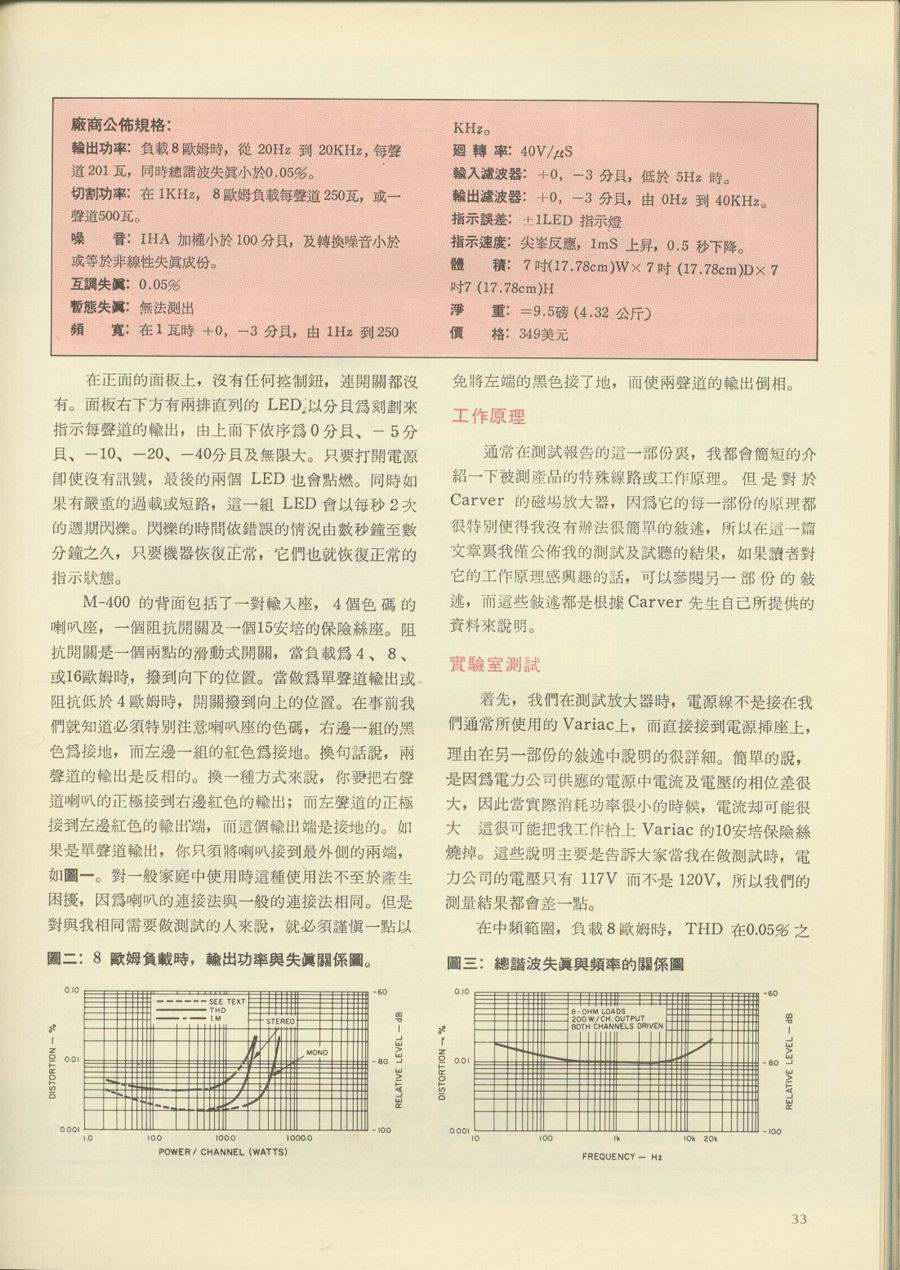 廠商公佈規格：
輸出功率：負載8歐姆時，從 20Hz 到 20KHz，每聲
道 201 瓦，同時總諧波失眞小於0.05%。
切割功率：在 1KHz， 8歐姆負載每聲道 250瓦，或一
聲道500瓦。
噪　　音：IHA 加權小於 100 分貝，及轉換噪音小於
或等於非線性失眞成份。
互調失眞：0.05%
暫態失眞：無法測出
頻　　寬：在 1 瓦時 +0，−3 分貝，由 1Hz 到 250
KHz。
廻 轉 率：40V/μS
輸入濾波器：+0，−3 分貝，低於 5Hz 時。
輸出濾波器：+0，−3 分貝，由 0Hz 到 40KHz。
指示誤差：±1LED 指示燈
指示速度：尖峯反應，1mS 上昇，0.5 秒下降。
體　　積：7 吋(17.78cm)W× 7 吋 (17.78cm)D× 7
吋7 (17.78cm)H
淨　　重：=9.5磅 (4.32 公斤)
價　　格：349美元
在正面的面板上，沒有任何控制鈕，連開關都沒
有。面板右下方有兩排直列的 LED，以分貝爲刻劃來
指示每聲道的輸出，由上而下依序爲 0 分貝、− 5 分
貝、−10、−20、−40分貝及無限大。只要打開電源
卽使沒有訊號，最後的兩個 LED 也會點燃。同時如
果有嚴重的過載或短路，這一組 LED 會以每秒 2 次
的週期閃爍。閃爍的時間依錯誤的情況由數秒鐘至數
分鐘之久，只要機器恢復正常，它們也就恢復正常的
指示狀態。
M-400 的背面包括了一對輸入座， 4 個色 碼 的
喇叭座，一個阻抗開關及一個15安培的保險絲座。阻
抗開關是一個兩點的滑動式開關，當負載爲 4 、 8 、
或16歐姆時，撥到向下的位置。當做爲單聲道輸出或
阻抗低於 4 歐姆時，開關撥到向上的位置。在事前我
們就知道必須特別注意喇叭座的色碼，右邊一組的黑
色爲接地，而左邊一組的紅色爲接地。換句話說，兩
聲道的輸出是反相的。換一種方式來說，你要把右聲
道喇叭的正極接到右邊紅色的輸出；而左聲道的正極
接到左邊紅色的輸出端，而這個輸出端是接地的。如
果是單聲道輸出，你只須將喇叭接到最外側的兩端，
如圖一。對一般家庭中使用時這種使用法不至於產生
困擾，因爲喇叭的連接法與一般的連接法相同。但是
對與我相同需要做測試的人來說，就必須謹愼一點以
免將左端的黑色接了地，而使兩聲道的輸出倒相。
工作原理
通常在測試報告的這一部份裏，我都會簡短的介
紹一下被測產品的特殊線路或工作原理。 但 是 對 於
Carver 的磁場放大器，因爲它的每一部份的原理都
很特別使得我沒有辦法很簡單的敍述，所以在這一篇
文章裏我僅公佈我的測試及試聽的結果，如果讀者對
它的工作原理感興趣的話，可以參閱另一 部 份 的 敍
述，而這些敍述都是根據 Carver 先生自己所提供的
資料來說明。
實驗室測試
着先，我們在測試放大器時，電源線不是接在我
們通常所使用的 Variac上，而直接接到電源揷座上，
理由在另一部份的敍述中說明的很詳細。簡單的說，
是因爲電力公司供應的電源中電流及電壓的相位差很
大，因此當實際消耗功率很小的時候，電流却可能很
大　這很可能把我工作枱上 Variac 的10安培保險絲
燒掉。這些說明主要是告訴大家當我在做測試時，電
力公司的電壓只有 117V 而不是 120V，所以我們的
測量結果都會差一點。
在中頻範圍，負載 8 歐姆時， THD 在0.05% 之
圖二：8 歐姆負載時，輸出功率與失眞關係圖。
0.10
0.01
0.001
DISTORTION — %
SEE TEXT
THD
IM
STEREO
MONO
-60
-80
-100
RELATIVE LEVEL — dB
1.0
10.0
100.0
1000.0
POWER / CHANNEL (WATTS)
圖三：總諧波失眞與頻率的關係圖
0.10
0.01
0.001
DISTORTION — %
8-OHM LOADS
200 W / CH. OUTPUT
BOTH CHANNELS DRIVEN
-60
-80
-100
RELATIVE LEVEL — dB
10
100
1k
10k
20k
FREQUENCY — Hz
33